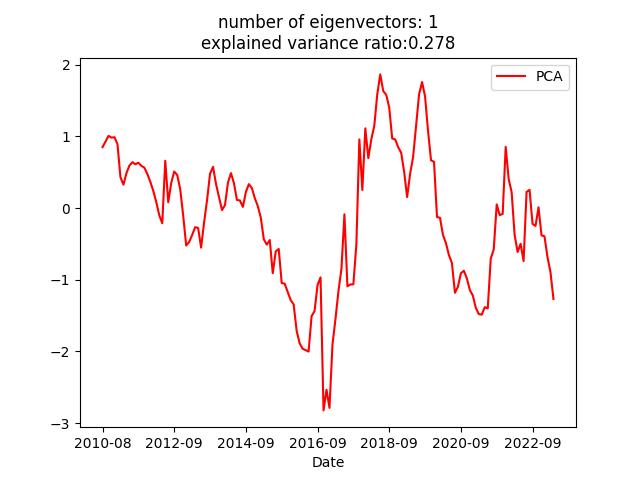 number of eigenvectors: 1
explained variance ratio:0.278
PCA
2
1
0
−1
−2
−3
2010-08 2012-09 2014-09 2016-09 2018-09 2020-09 2022-09
Date